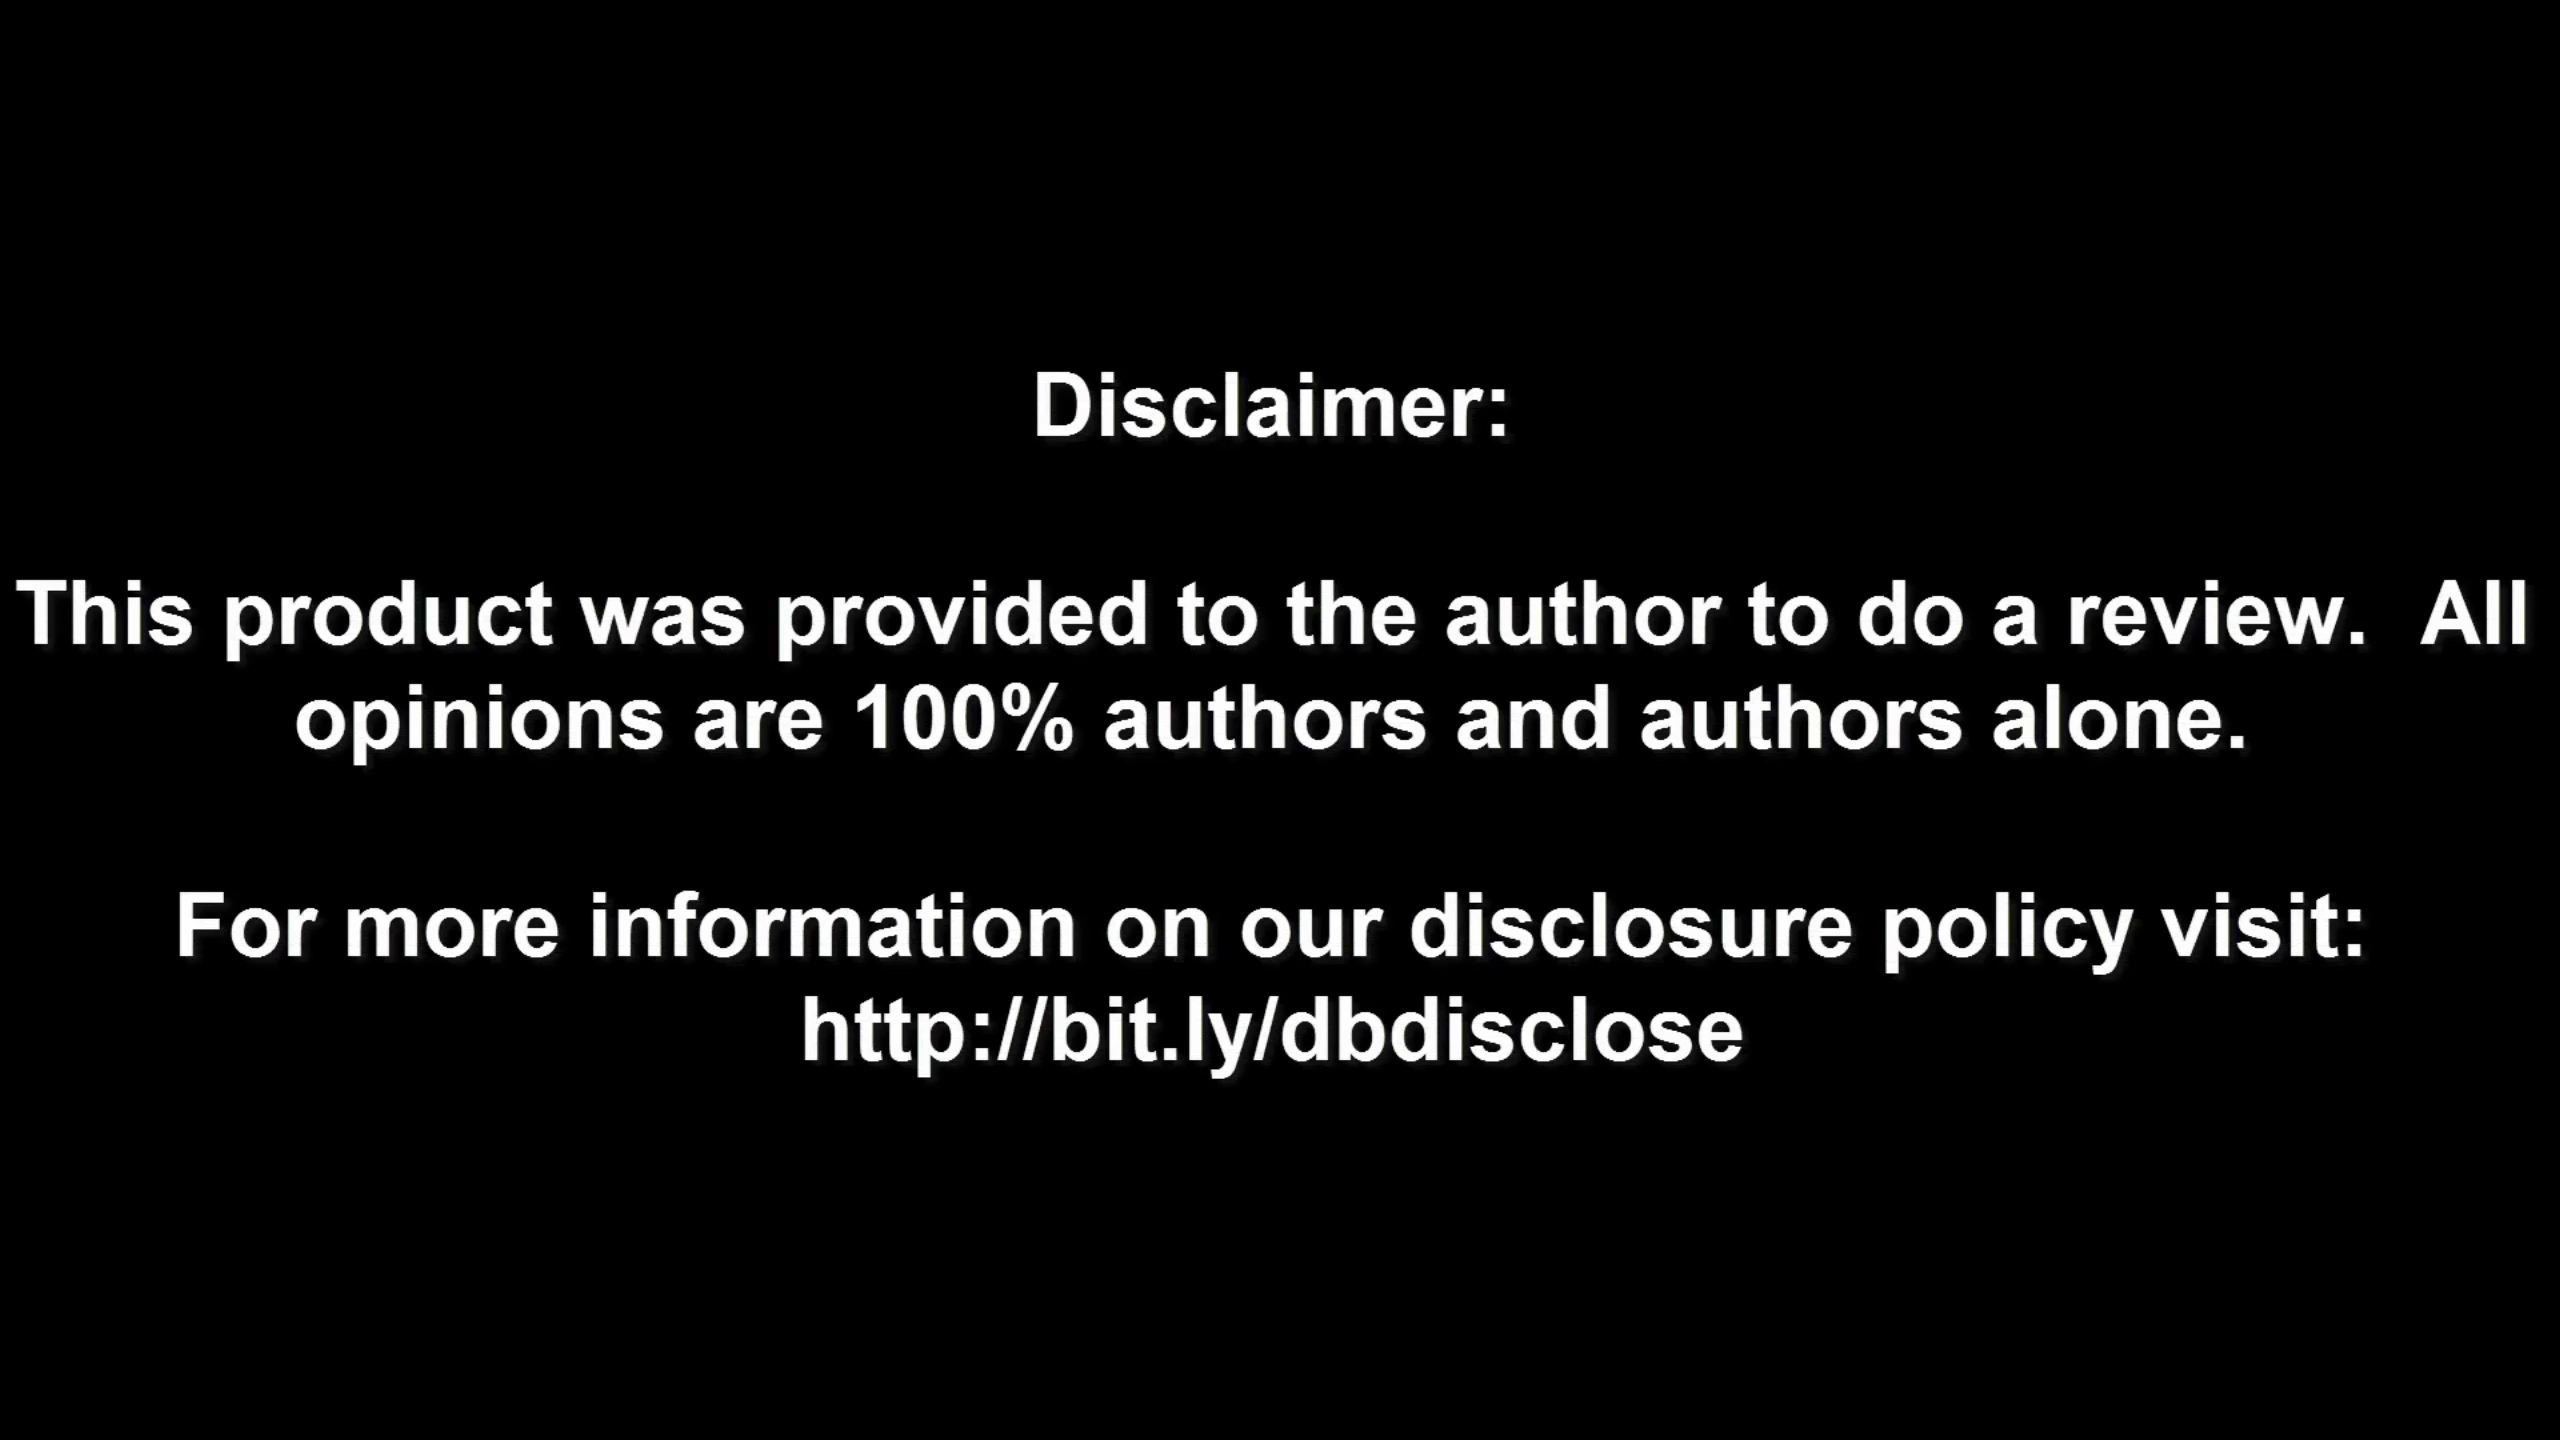 Disclaimer:
This product was provided to the author to do a review.  All
opinions are 100% authors and authors alone.
For more information on our disclosure policy visit:
http://bit.ly/dbdisclose